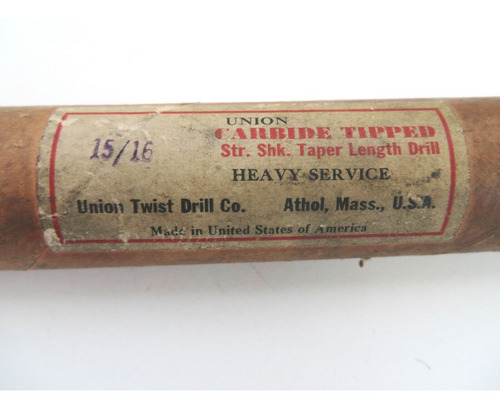 UNION
CARBIDE TIPPED
15/16
Str. Shk. Taper Length Drill
HEAVY SERVICE
Union Twist Drill Co. Athol, Mass., U.S.A.
Made in United States of America